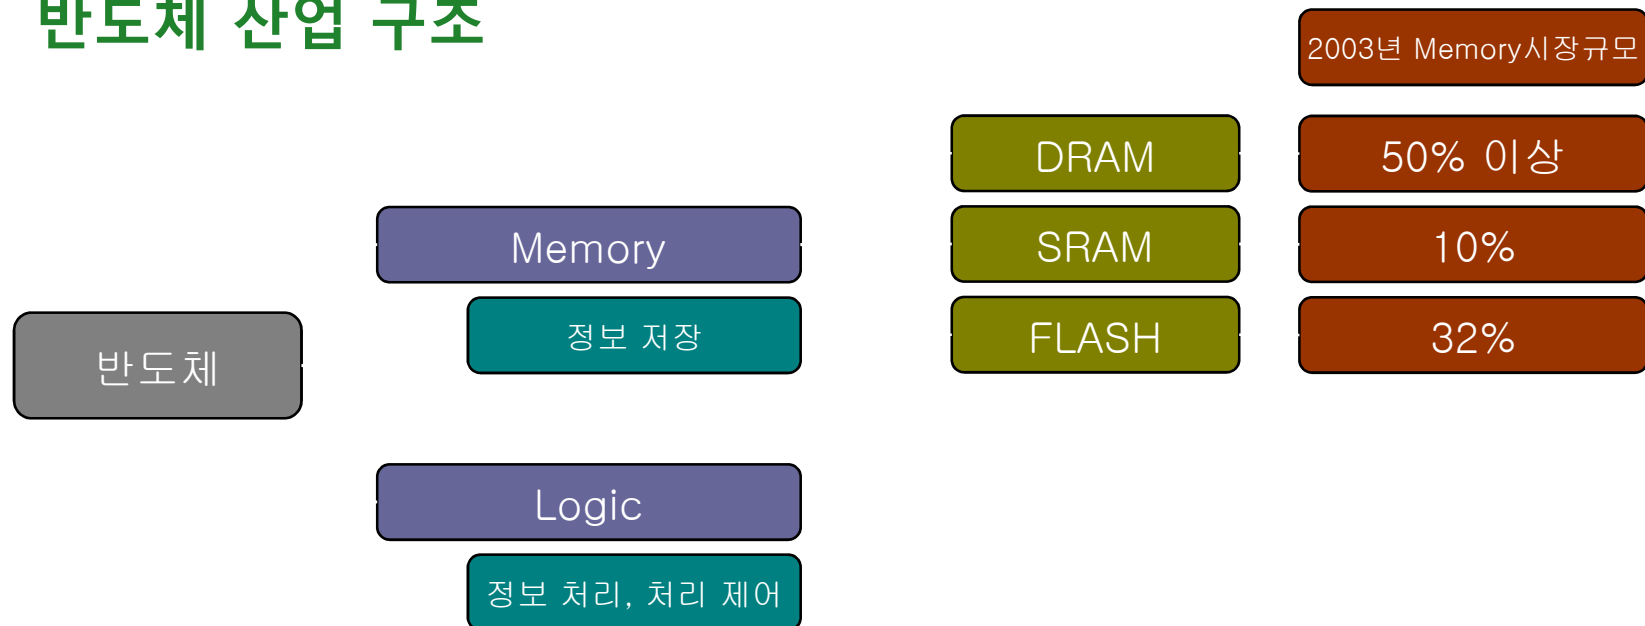 반도체 산업 구조
2003년 Memory시장규모
DRAM
50% 이상
Memory
SRAM
10%
정보 저장
FLASH
32%
반도체
Logic
정보 처리, 처리 제어